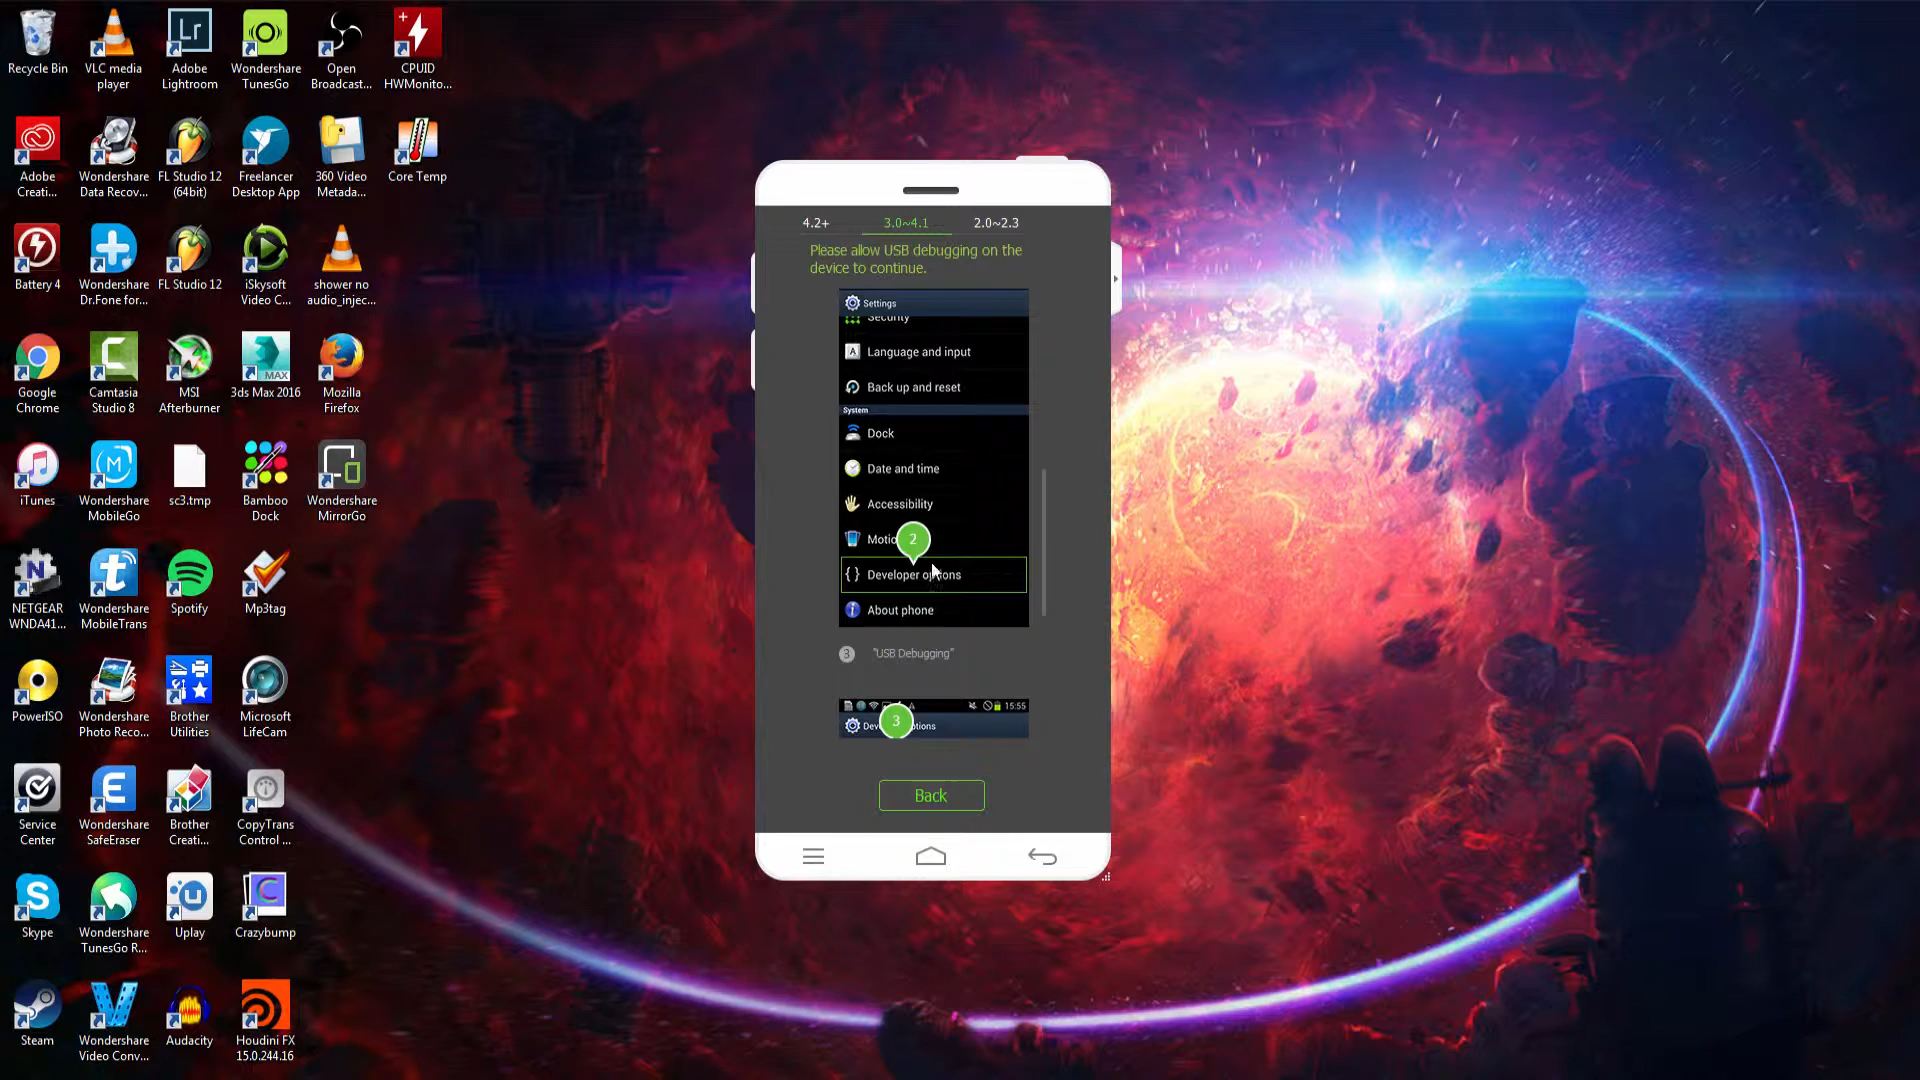 Recycle Bin
VLC media
player
Adobe
Lightroom
Wondershare
TunesGo
Open
Broadcast...
CPUID
HWMonito...
Adobe
Creati...
Wondershare
Data Recov...
FL Studio 12
(64bit)
Freelancer
Desktop App
360 Video
Metada...
Core Temp
Battery 4
Wondershare
Dr.Fone for...
FL Studio 12
iSkysoft
Video C...
shower no
audio_injec...
Google
Chrome
Camtasia
Studio 8
MSI
Afterburner
MAX
3ds Max 2016
Mozilla
Firefox
iTunes
Wondershare
MobileGo
sc3.tmp
Bamboo
Dock
Wondershare
MirrorGo
NETGEAR
WNDA41...
Wondershare
MobileTrans
Spotify
Mp3tag
PowerISO
Wondershare
Photo Reco...
Brother
Utilities
Microsoft
LifeCam
Service
Center
Wondershare
SafeEraser
Brother
Creati...
CopyTrans
Control ...
Skype
Wondershare
TunesGo R...
Uplay
Crazybump
Steam
Wondershare
Video Conv...
Audacity
Houdini FX
15.0.244.16
4.2+ 3.0~4.1 2.0~2.3
Please allow USB debugging on the
device to continue.
Settings
Security
Language and input
Back up and reset
System
Dock
Date and time
Accessibility
Motio
2
Developer options
About phone
3 "USB Debugging"
15:55
3
Back